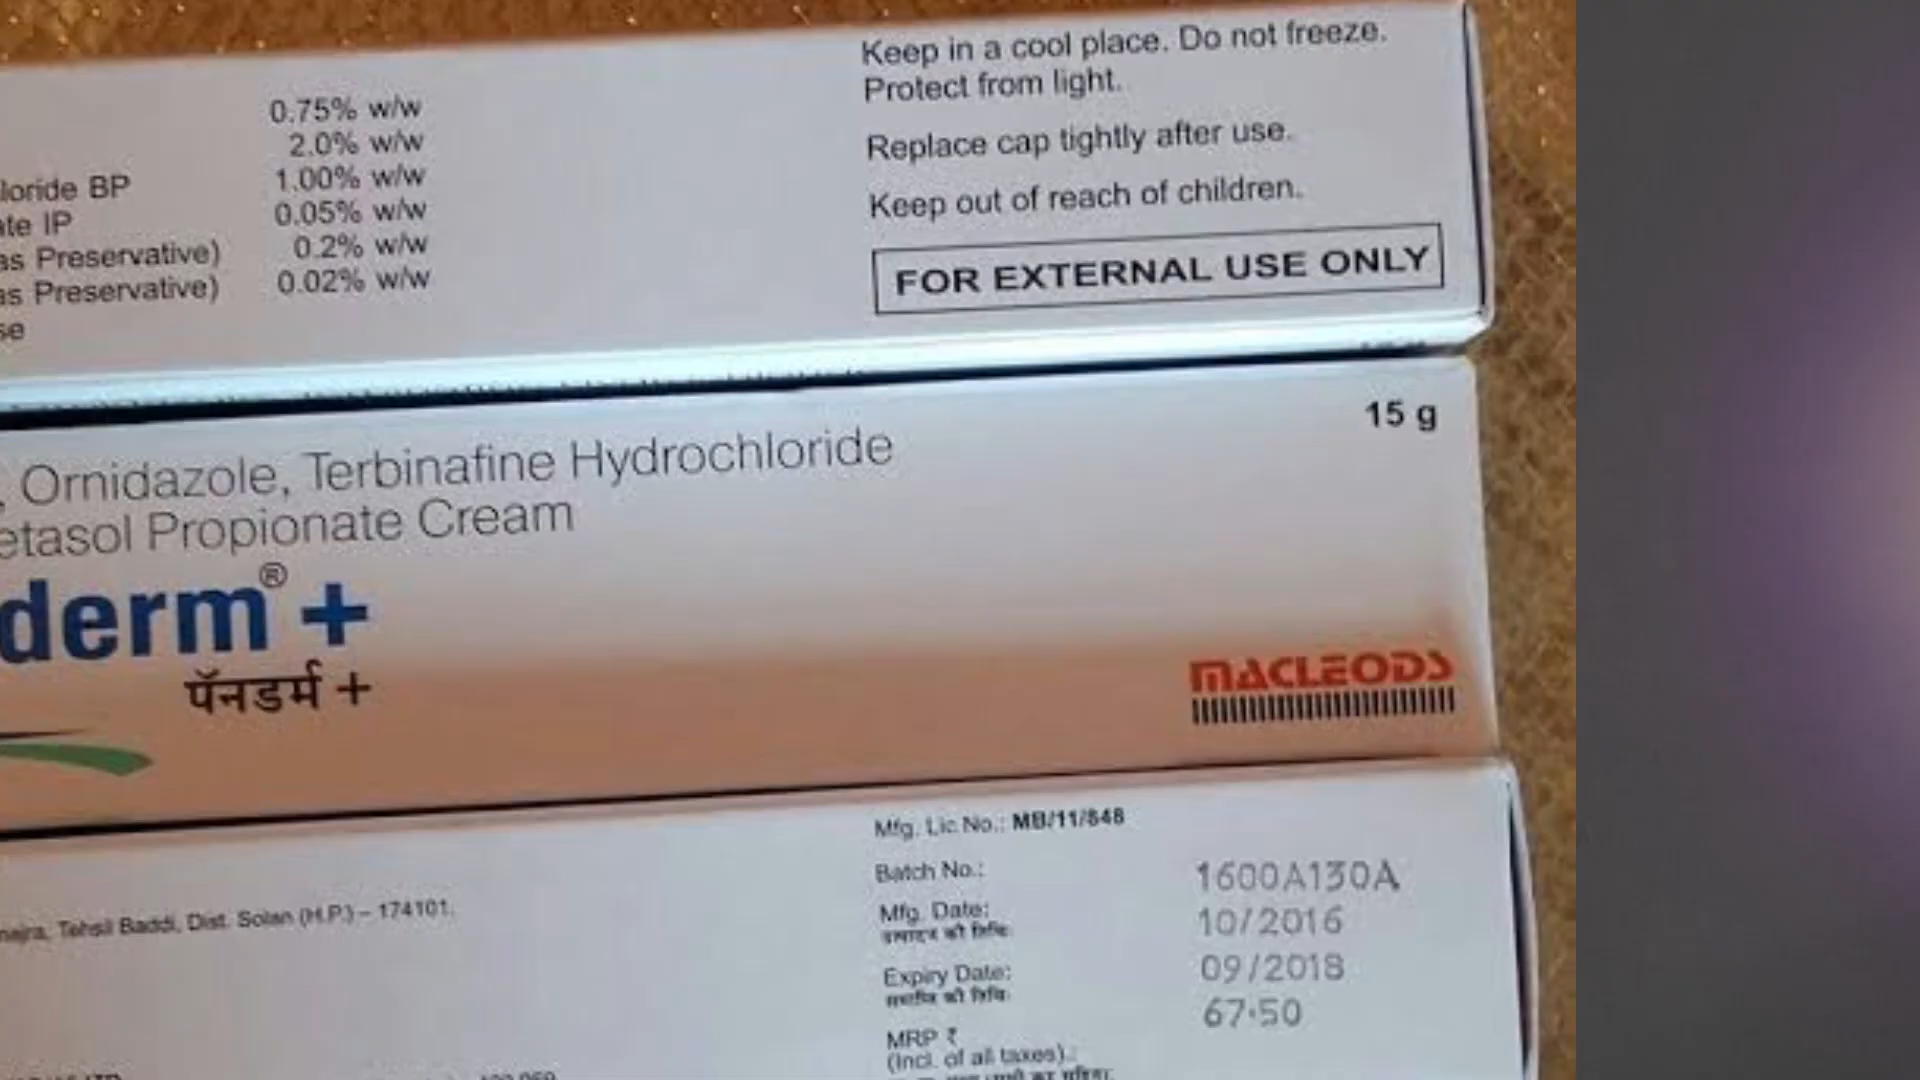 0.75% w/w
2.0% w/w
loride BP 1.00% w/w
ate IP 0.05% w/w
as Preservative) 0.2% w/w
as Preservative) 0.02% w/w
se
Keep in a cool place. Do not freeze.
Protect from light.
Replace cap tightly after use.
Keep out of reach of children.
FOR EXTERNAL USE ONLY
15 g
, Ornidazole, Terbinafine Hydrochloride
etasol Propionate Cream
derm®+
पॅनडर्म +
MACLEODS
najra, Tehsil Baddi, Dist. Solan (H.P.) – 174101.
Mfg. Lic No.: MB/11/848
Batch No.: 1600A130A
Mfg. Date: 10/2016
उत्पादन की तिथि:
Expiry Date: 09/2018
समाप्ति की तिथि:
MRP ₹ 67.50
(Incl. of all taxes).: